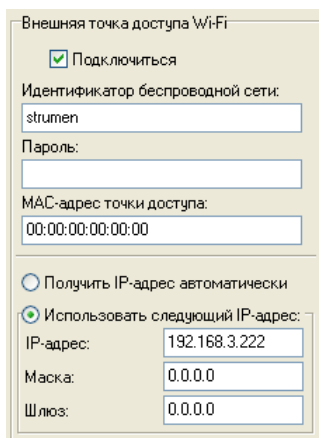 Внешняя точка доступа Wi-Fi
Подключиться
Идентификатор беспроводной сети:
strumen
Пароль:
MAC-адрес точки доступа:
00:00:00:00:00:00
Получить IP-адрес автоматически
Использовать следующий IP-адрес:
IP-адрес: 192.168.3.222
Маска: 0.0.0.0
Шлюз: 0.0.0.0